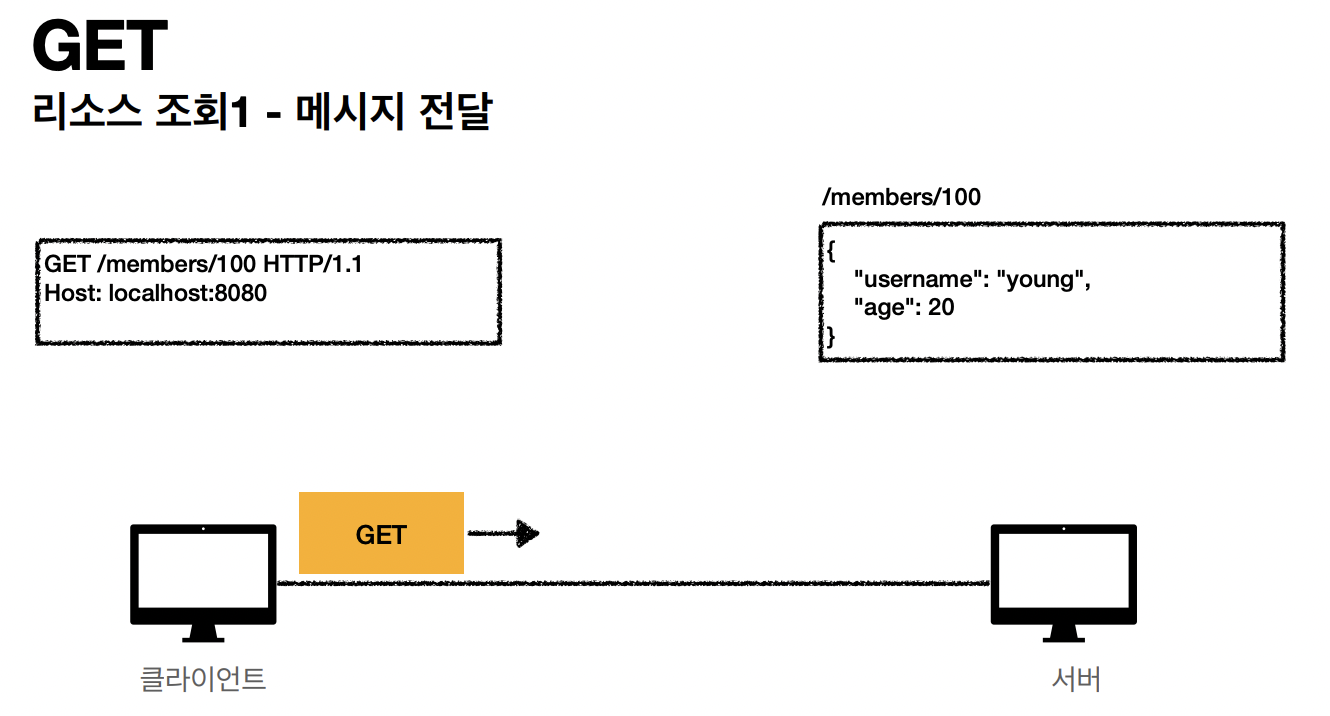 GET
리소스 조회1 - 메시지 전달
/members/100
GET /members/100 HTTP/1.1
Host: localhost:8080
{
"username": "young",
"age": 20
}
GET
클라이언트
서버